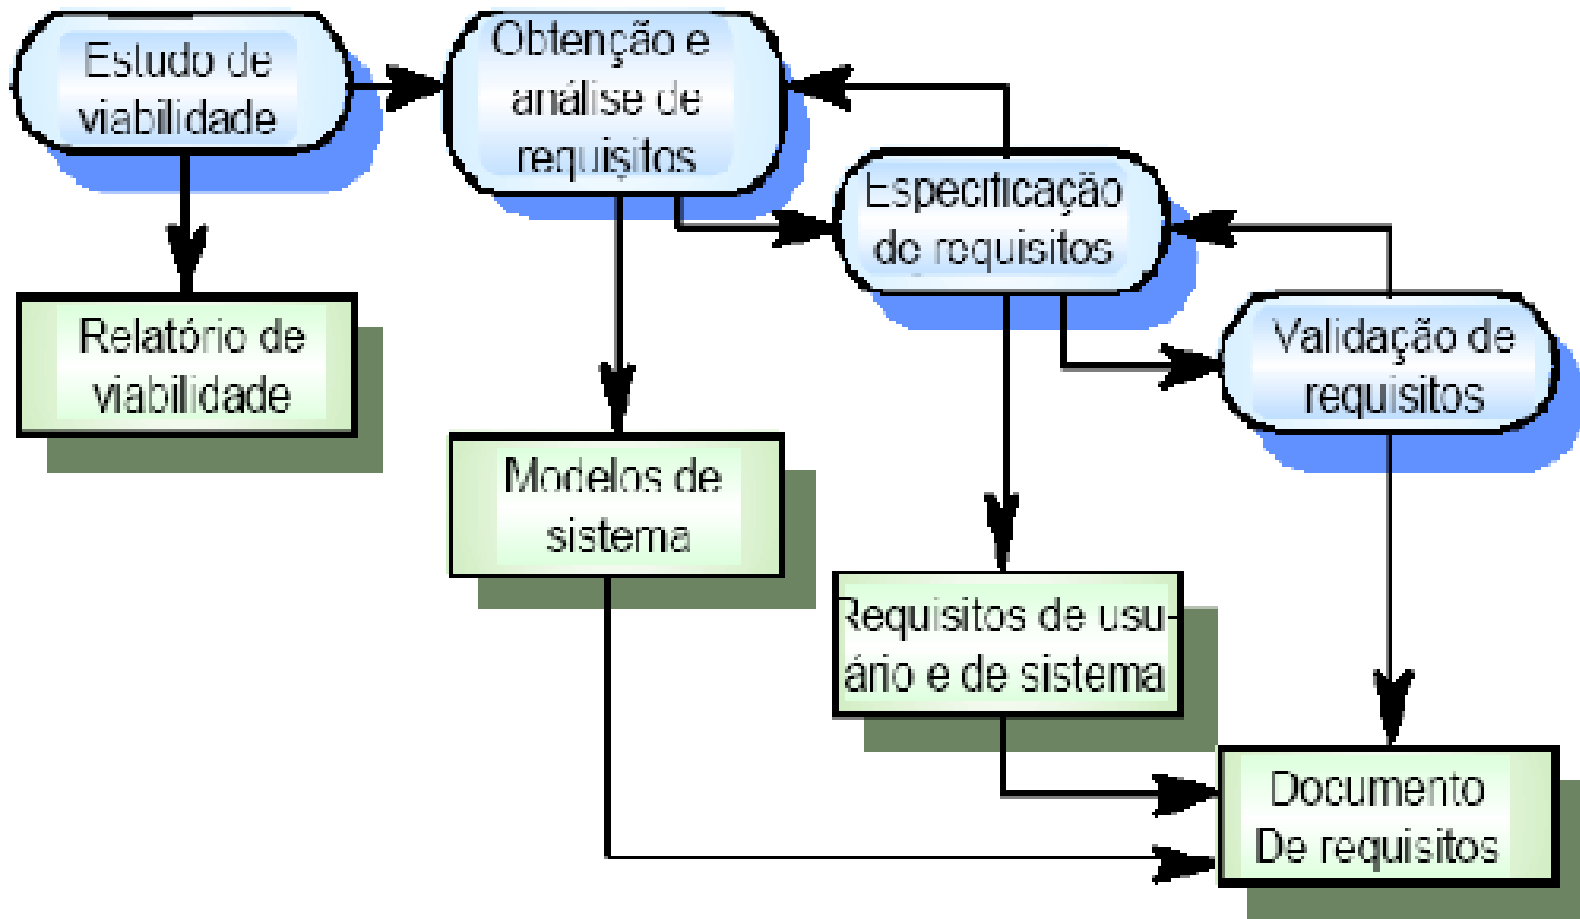 Estudo de
viabilidade
Obtenção e
análise de
requisitos
Especificação
de requisitos
Validação de
requisitos
Relatório de
viabilidade
Modelos de
sistema
Requisitos de usu-
ário e de sistema
Documento
De requisitos